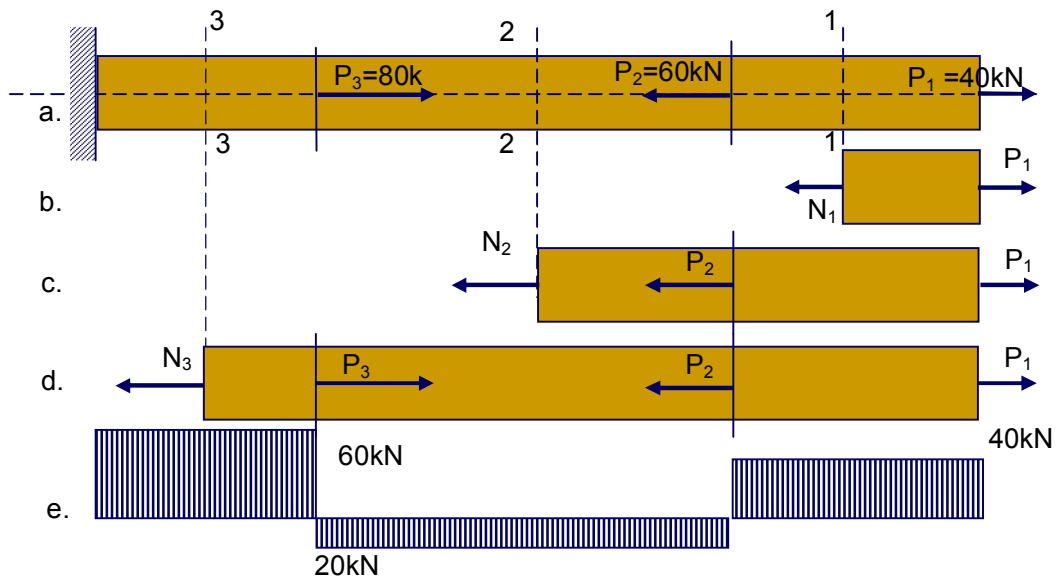 3 2 1
P₃=80k P₂=60kN P₁ =40kN
a.
3 2 1
P₁
b. N₁
N₂ P₂ P₁
c.
N₃ P₃ P₂ P₁
d.
60kN 40kN
e.
20kN